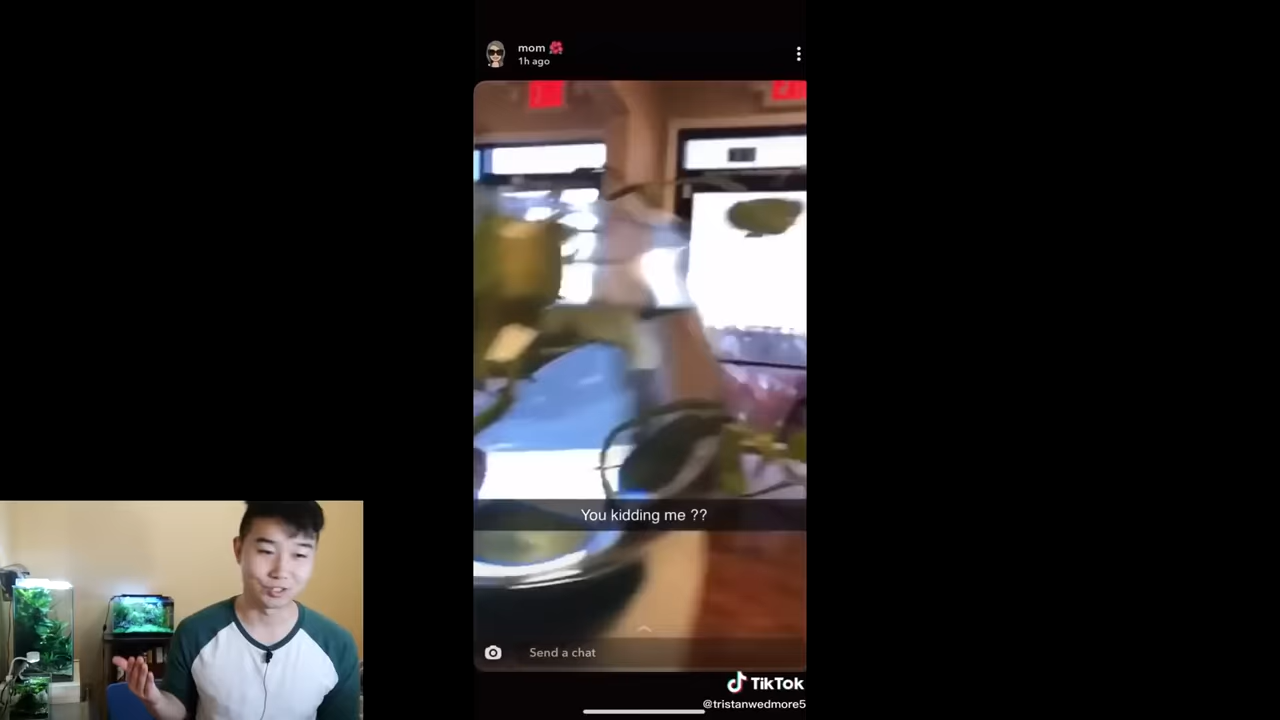 mom
1h ago
You kidding me ??
Send a chat
TikTok
@tristanwedmore5